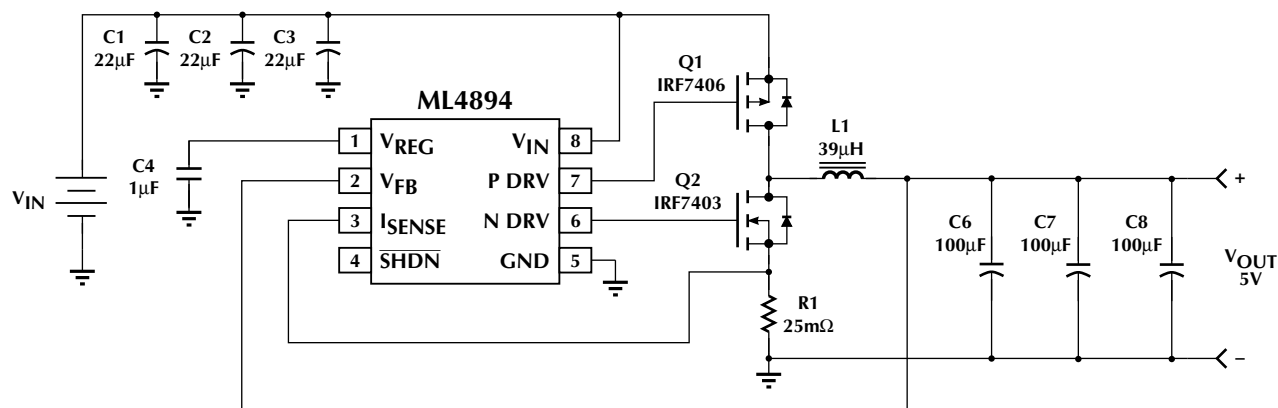 C1
22μF
C2
22μF
C3
22μF
Q1
IRF7406
ML4894
1 VREG VIN 8
2 VFB P DRV 7
3 ISENSE N DRV 6
4 SHDN GND 5
C4
1μF
VIN
L1
39μH
Q2
IRF7403
+
C6
100μF
C7
100μF
C8
100μF
VOUT
5V
R1
25mΩ
–